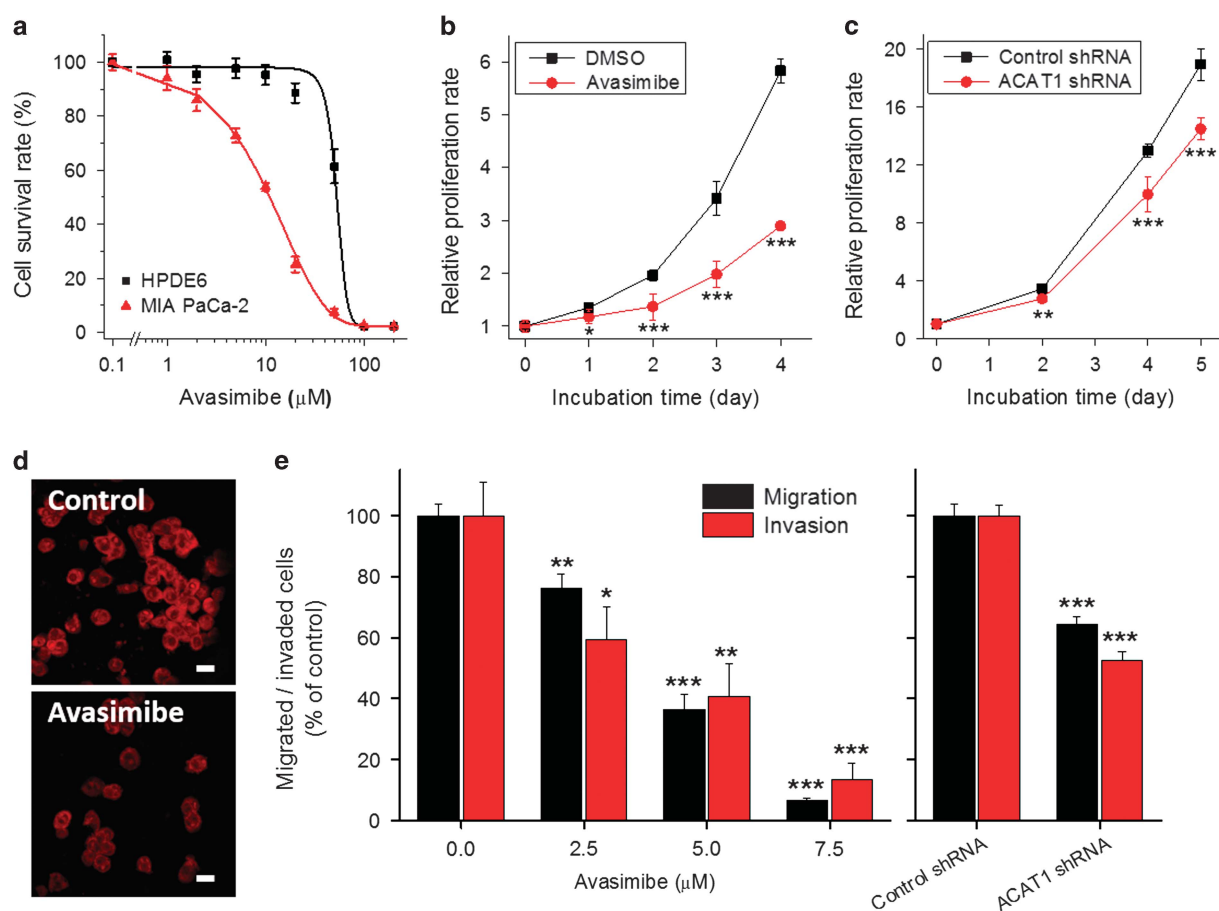 a
100
80
60
40
20
0
Cell survival rate (%)
HPDE6
MIA PaCa-2
0.1
1
10
100
Avasimibe (μM)
b
6
5
4
3
2
1
Relative proliferation rate
DMSO
Avasimibe
*
***
***
***
0
1
2
3
4
Incubation time (day)
c
20
16
12
8
4
0
Relative proliferation rate
Control shRNA
ACAT1 shRNA
**
***
***
0
1
2
3
4
5
Incubation time (day)
d
Control
Avasimibe
e
Migrated / invaded cells
(% of control)
100
80
60
40
20
0
Migration
Invasion
**
*
***
**
***
***
0.0
2.5
5.0
7.5
Avasimibe (μM)
***
***
Control shRNA
ACAT1 shRNA